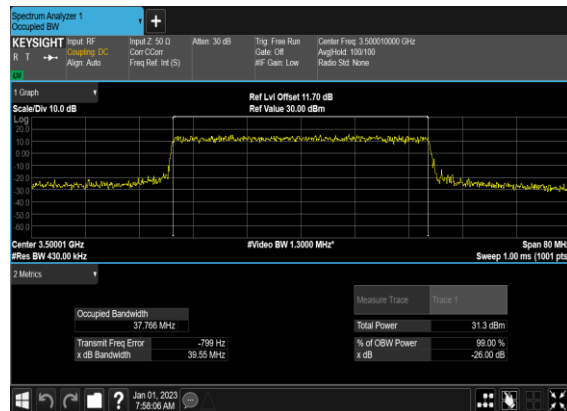 Spectrum Analyzer 1
Occupied BW
+
KEYSIGHT
R T
LVI
Input: RF
Coupling: DC
Align: Auto
Input Z: 50 Ω
Corr CCorr
Freq Ref: Int (S)
Atten: 30 dB
Trig: Free Run
Gate: Off
#IF Gain: Low
Center Freq: 3.500010000 GHz
Avg|Hold: 100/100
Radio Std: None
1 Graph
Scale/Div 10.0 dB
Ref Lvl Offset 11.70 dB
Ref Value 30.00 dBm
Log
20.0
10.0
0.00
-10.0
-20.0
-30.0
-40.0
-50.0
-60.0
Center 3.50001 GHz
#Res BW 430.00 kHz
#Video BW 1.3000 MHz*
Span 80 MHz
Sweep 1.00 ms (1001 pts
2 Metrics
Measure Trace Trace 1
Occupied Bandwidth
37.766 MHz
Total Power 31.3 dBm
Transmit Freq Error -799 Hz
% of OBW Power 99.00 %
x dB Bandwidth 39.55 MHz
x dB -26.00 dB
?
Jan 01, 2023
7:58:06 AM